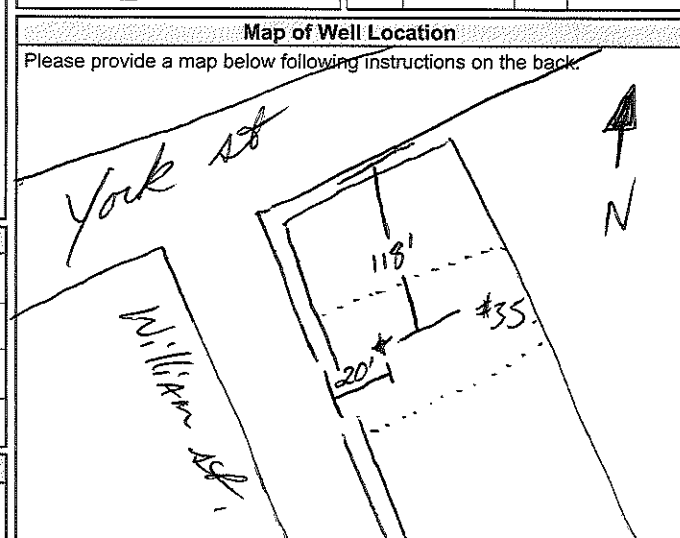 Map of Well Location
Please provide a map below following instructions on the back.
York st
N
118'
#35.
20'
William st.